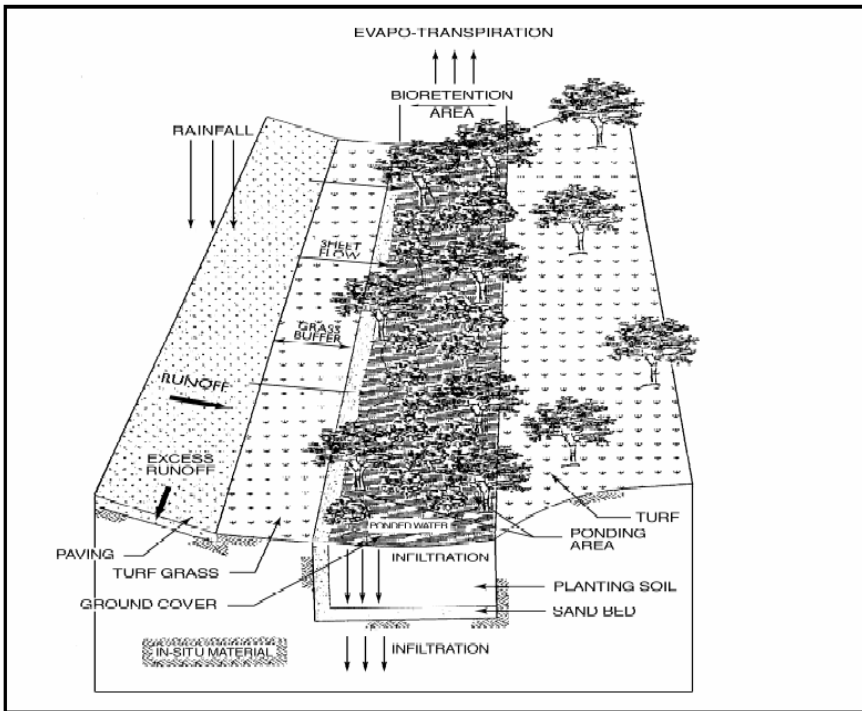 EVAPO-TRANSPIRATION
BIORETENTION
AREA
RAINFALL
SHEET
FLOW
GRASS
BUFFER
RUNOFF
EXCESS
RUNOFF
PONDED WATER
TURF
PONDING
AREA
PAVING
INFILTRATION
TURF GRASS
PLANTING SOIL
GROUND COVER
SAND BED
IN-SITU MATERIAL
INFILTRATION